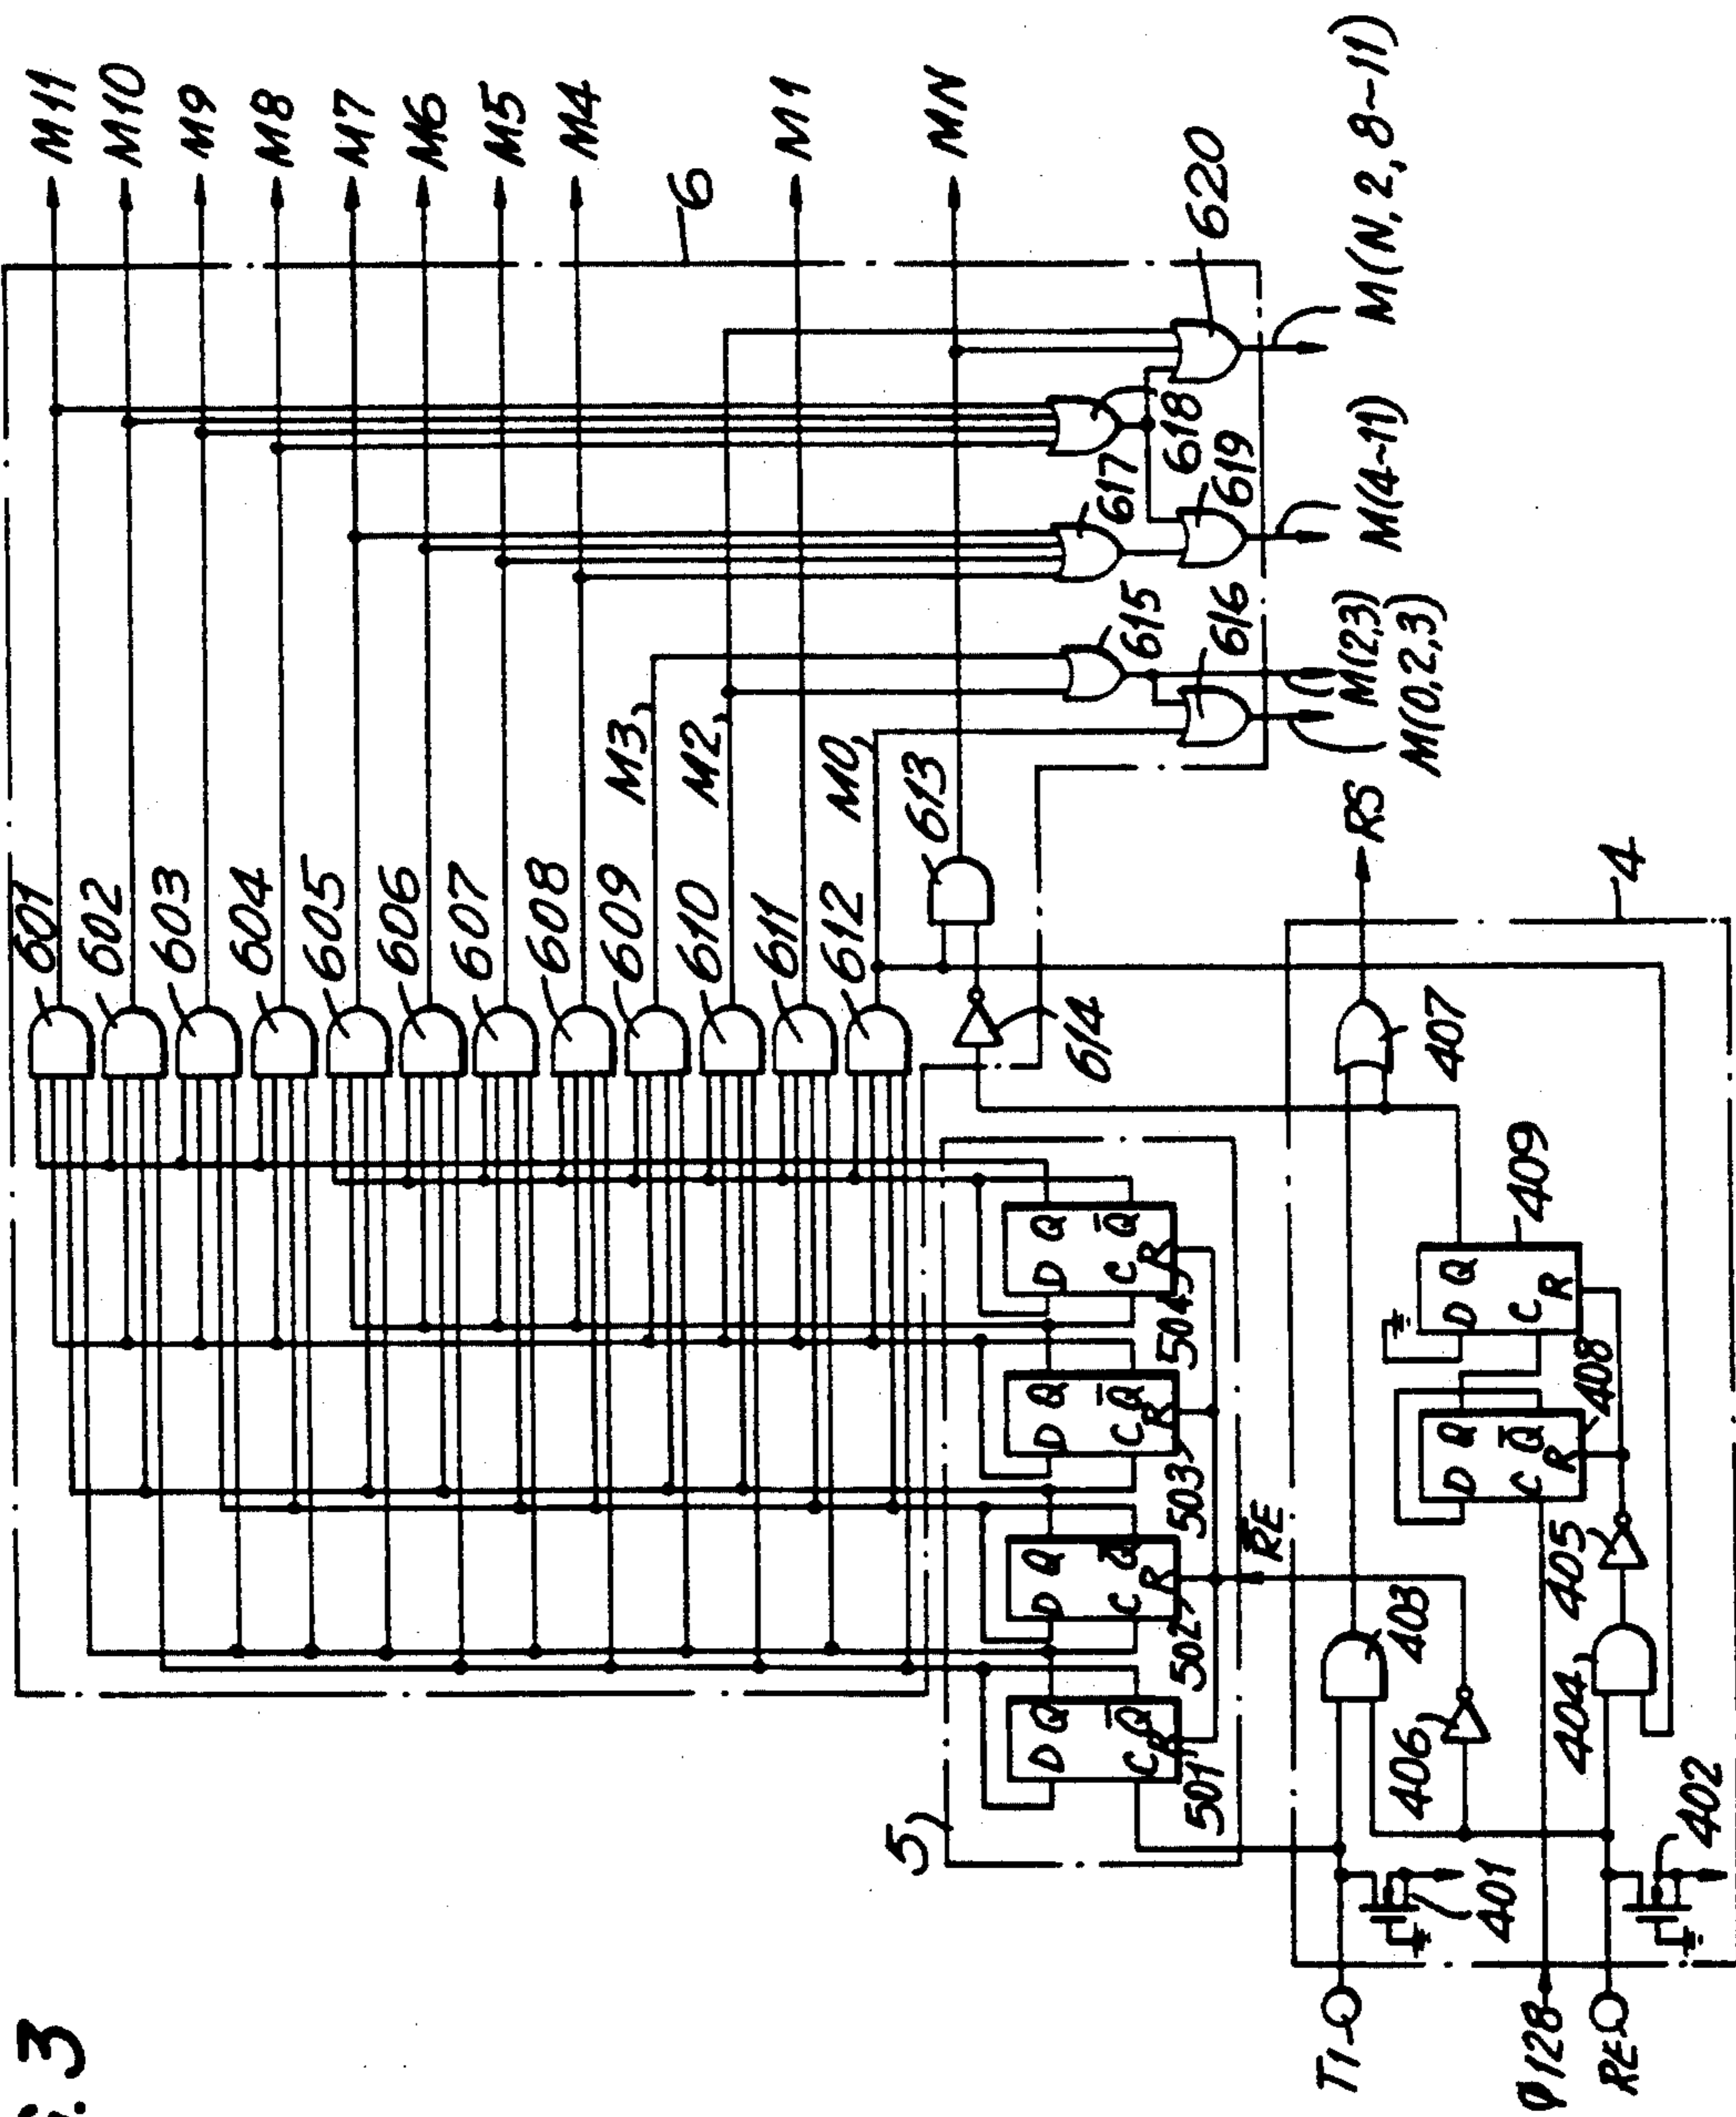 G. 3
M11
M10
M9
M8
M7
M6
M5
M4
M1
MN
6
601
602
603
604
605
606
607
608
609
610
611
612
M3
M2
M0
613
614
615
616
617
618
619
620
M(N,2,8~11)
M(4~11)
M(2,3)
M(0,2,3)
RS
4
5
D Q
C Q̅
R
501
D Q
C Q̅
R
502
D Q
C Q̅
R
503
D Q
C Q̅
R
504
R̅E̅
T1
φ128
RE
401
402
403
404
405
406
407
D Q
C Q̅
R
408
D Q
C
R
409